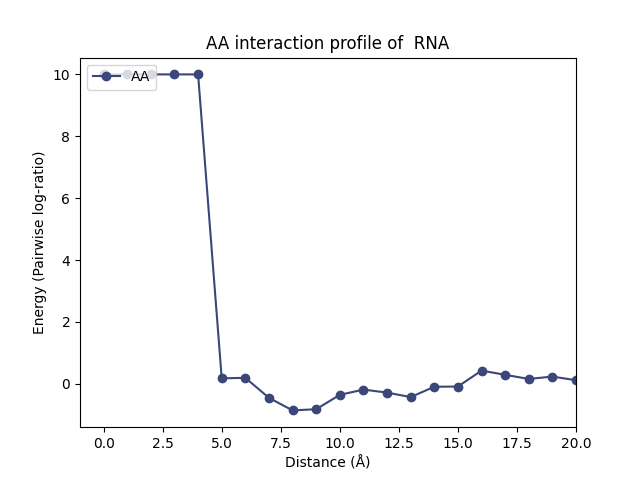 AA interaction profile of  RNA
AA
Energy (Pairwise log-ratio)
10
8
6
4
2
0
0.0 2.5 5.0 7.5 10.0 12.5 15.0 17.5 20.0
Distance (Å)